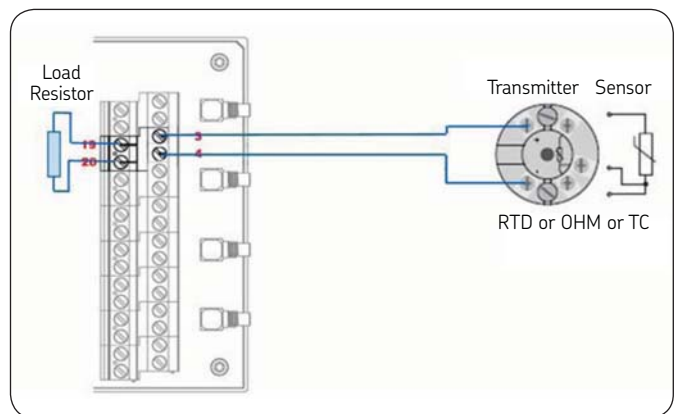 Load
Resistor
Transmitter Sensor
19
3
20
4
RTD or OHM or TC